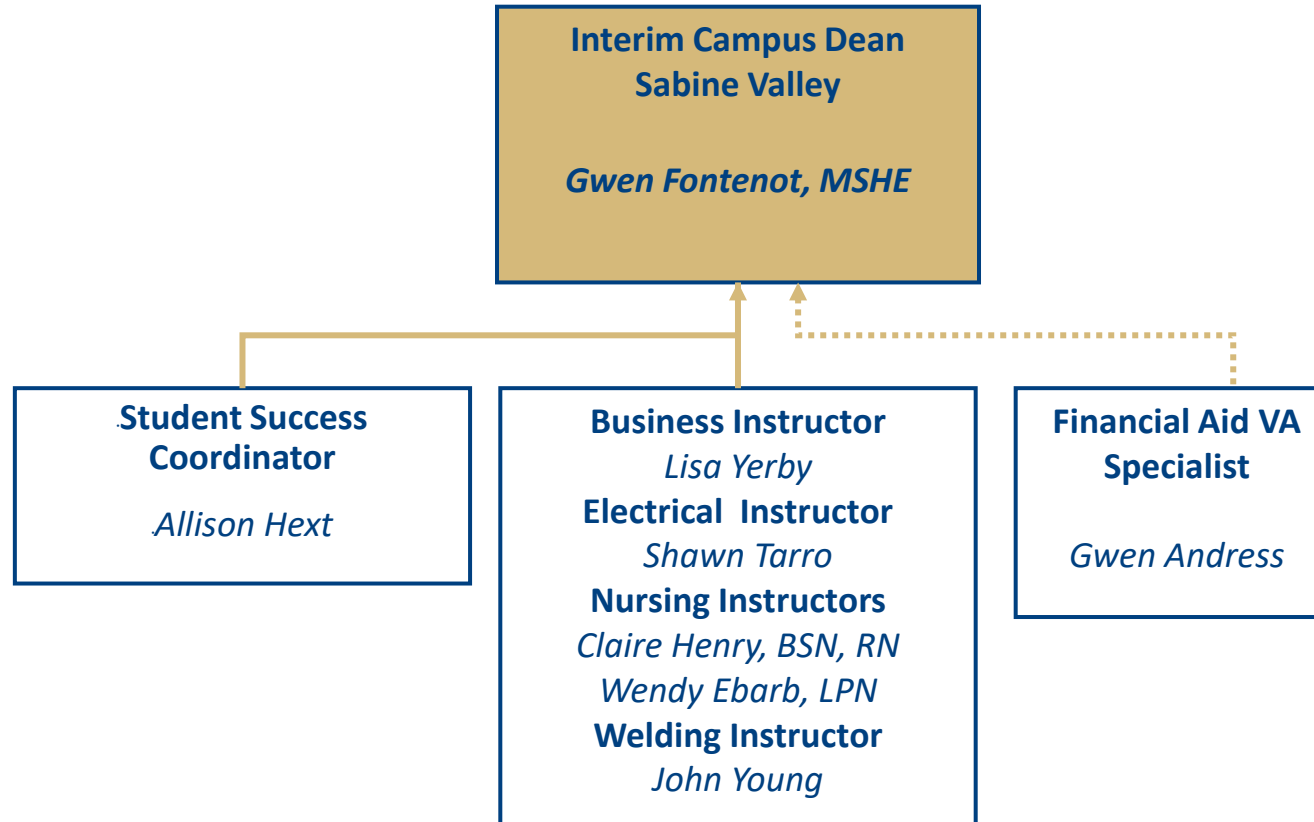 Interim Campus Dean
Sabine Valley
Gwen Fontenot, MSHE
.Student Success
Coordinator
.Allison Hext
Business Instructor
Lisa Yerby
Electrical  Instructor
Shawn Tarro
Nursing Instructors
Claire Henry, BSN, RN
Wendy Ebarb, LPN
Welding Instructor
John Young
Financial Aid VA
Specialist
Gwen Andress